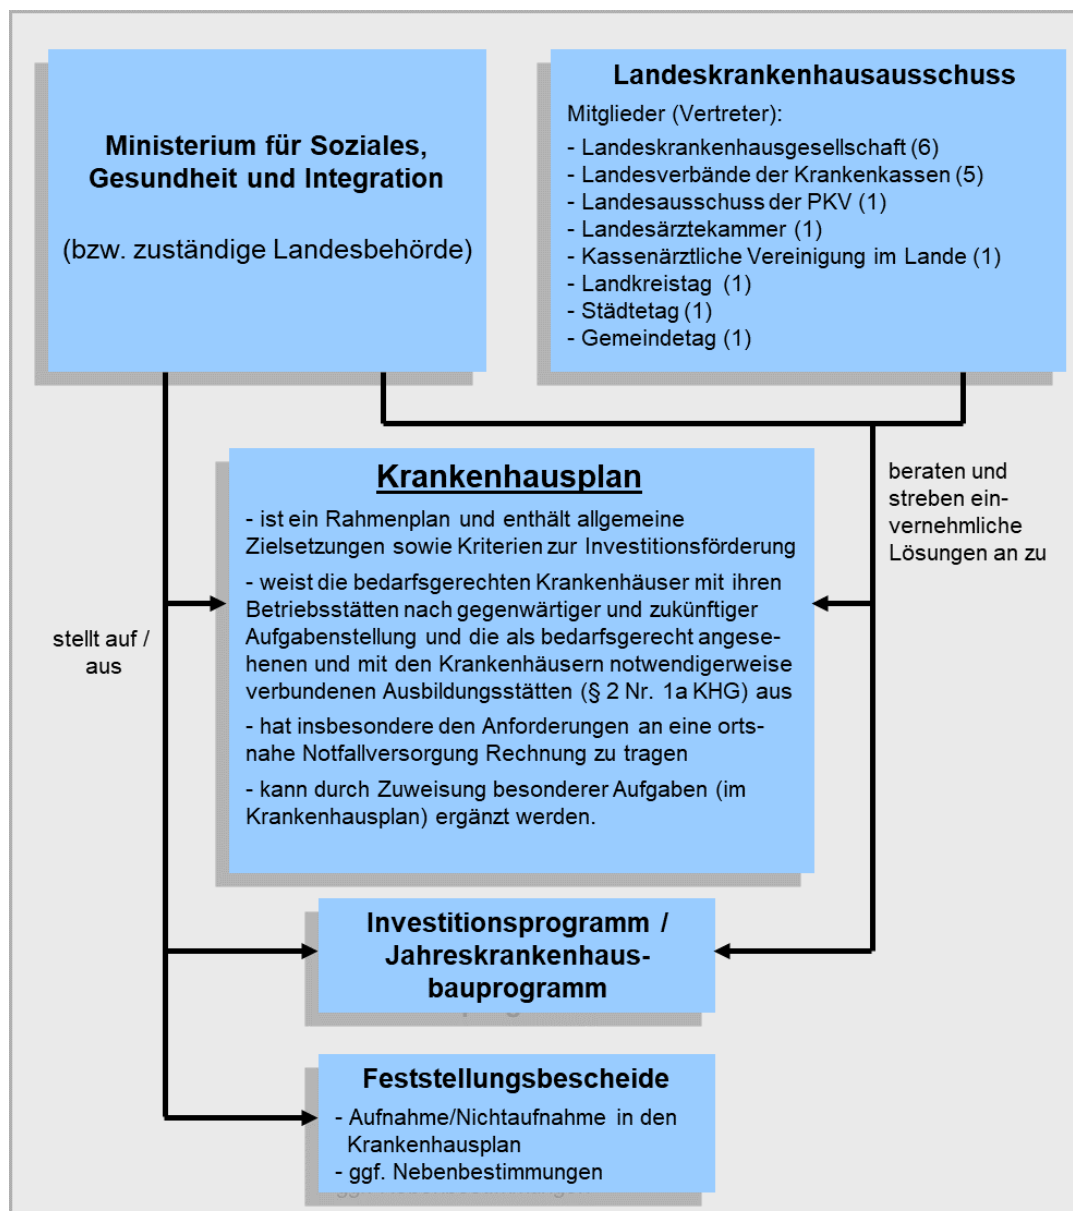 Ministerium für Soziales,
Gesundheit und Integration
(bzw. zuständige Landesbehörde)
Landeskrankenhausausschuss
Mitglieder (Vertreter):
- Landeskrankenhausgesellschaft (6)
- Landesverbände der Krankenkassen (5)
- Landesausschuss der PKV (1)
- Landesärztekammer (1)
- Kassenärztliche Vereinigung im Lande (1)
- Landkreistag (1)
- Städtetag (1)
- Gemeindetag (1)
Krankenhausplan
- ist ein Rahmenplan und enthält allgemeine
Zielsetzungen sowie Kriterien zur Investitionsförderung
- weist die bedarfsgerechten Krankenhäuser mit ihren
Betriebsstätten nach gegenwärtiger und zukünftiger
Aufgabenstellung und die als bedarfsgerecht angese-
henen und mit den Krankenhäusern notwendigerweise
verbundenen Ausbildungsstätten (§ 2 Nr. 1a KHG) aus
- hat insbesondere den Anforderungen an eine orts-
nahe Notfallversorgung Rechnung zu tragen
- kann durch Zuweisung besonderer Aufgaben (im
Krankenhausplan) ergänzt werden.
beraten und
streben ein-
vernehmliche
Lösungen an zu
stellt auf /
aus
Investitionsprogramm /
Jahreskrankenhaus-
bauprogramm
Feststellungsbescheide
- Aufnahme/Nichtaufnahme in den
Krankenhausplan
- ggf. Nebenbestimmungen